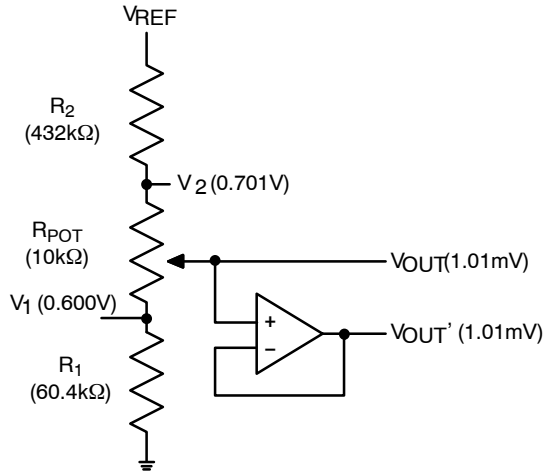 VREF
R2
(432kΩ)
V2 (0.701V)
RPOT
(10kΩ)
VOUT(1.01mV)
V1 (0.600V)
+
−
VOUT' (1.01mV)
R1
(60.4kΩ)